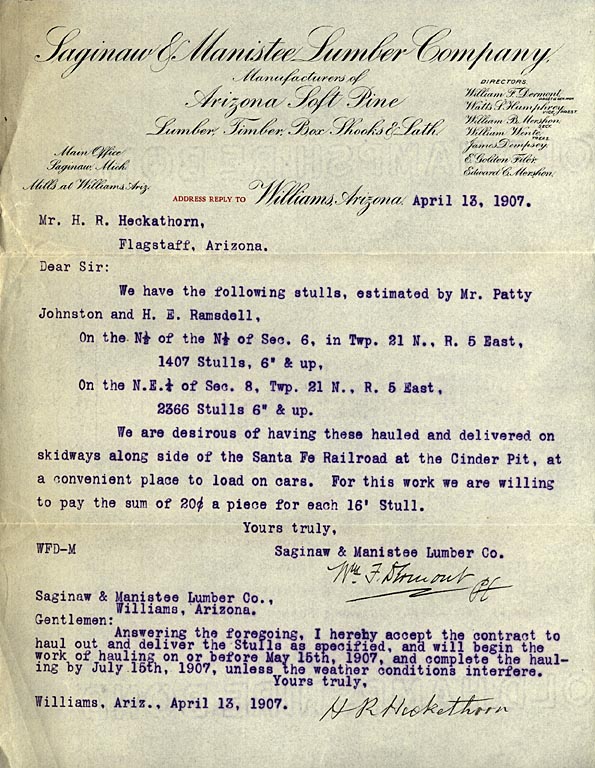 Saginaw & Manistee Lumber Company.
Manufacturers of
Arizona Soft Pine
Lumber, Timber, Box Shooks & Lath.
DIRECTORS.
William F. Dermont,
Watts S. Humphrey,
VICE PREST
William B. Mershon,
SECY.
William Wente,
TREAS.
James Dempsey.
E. Golden Filer.
Edward C. Mershon.
Main Office
Saginaw, Mich.
Mills at Williams, Ariz.
ADDRESS REPLY TO Williams, Arizona, April 13, 1907.
Mr. H. R. Heckathorn,
Flagstaff, Arizona.
Dear Sir:
We have the following stulls, estimated by Mr. Patty
Johnston and H. E. Ramsdell,
On the N½ of the N½ of Sec. 6, in Twp. 21 N., R. 5 East,
1407 Stulls, 6" & up,
On the N.E.¼ of Sec. 8, Twp. 21 N., R. 5 East,
2366 Stulls 6" & up.
We are desirous of having these hauled and delivered on
skidways along side of the Santa Fe Railroad at the Cinder Pit, at
a convenient place to load on cars. For this work we are willing
to pay the sum of 20¢ a piece for each 16' Stull.
Yours truly,
WFD-M Saginaw & Manistee Lumber Co.
Wm. F. Dermont
Saginaw & Manistee Lumber Co.,
Williams, Arizona.
Gentlemen:
Answering the foregoing, I hereby accept the contract to
haul out and deliver the Stulls as specified, and will begin the
work of hauling on or before May 15th, 1907, and complete the haul-
ing by July 15th, 1907, unless the weather conditions interfere.
Yours truly,
Williams, Ariz., April 13, 1907. H R Heckathorn